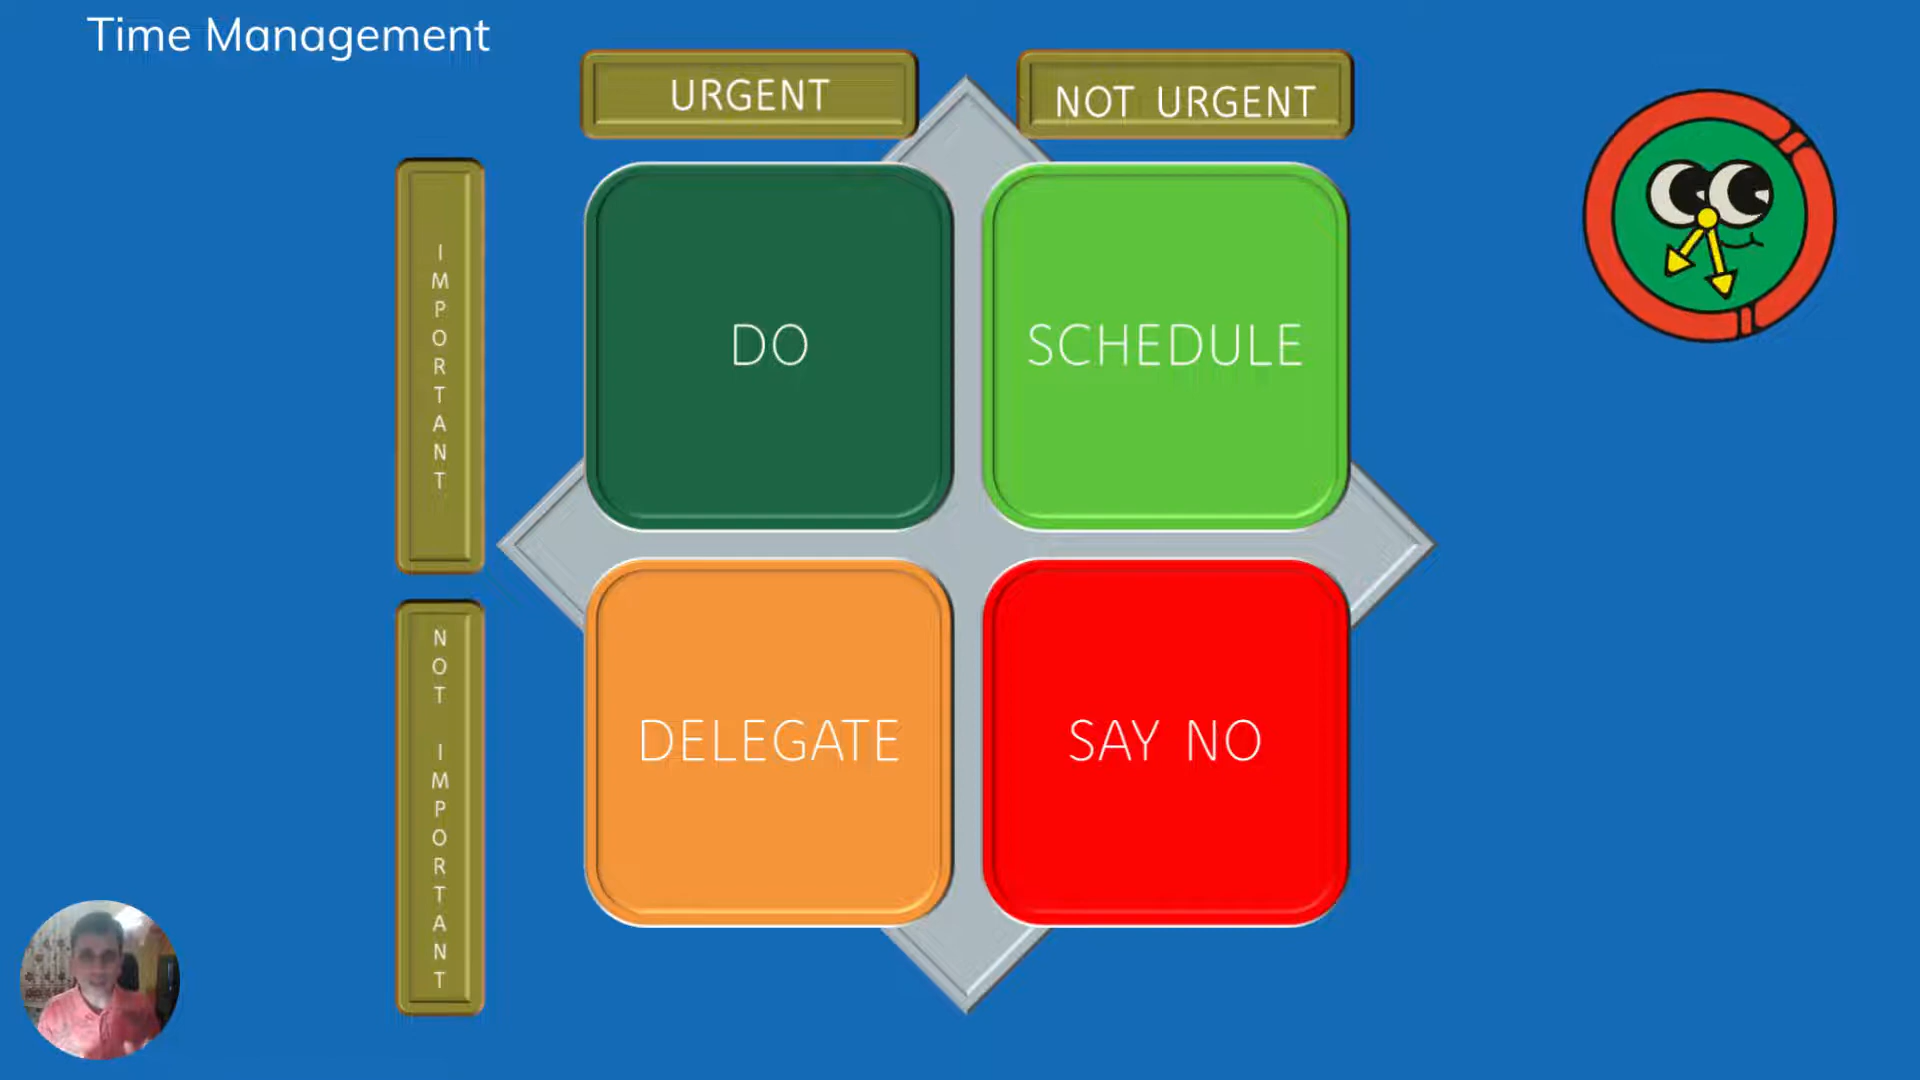 Time Management
URGENT
NOT URGENT
IMPORTANT
DO
SCHEDULE
NOT IMPORTANT
DELEGATE
SAY NO